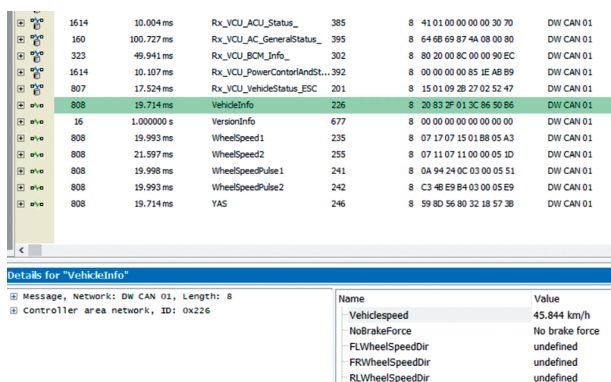 1614 10.004 ms Rx_VCU_ACU_Status_ 385 8 41 01 00 00 00 00 30 70 DW CAN 01
160 100.727 ms Rx_VCU_AC_GeneralStatus_ 395 8 64 6B 69 87 4A 08 00 80 DW CAN 01
323 49.941 ms Rx_VCU_BCM_Info_ 302 8 80 20 00 8C 00 00 90 EC DW CAN 01
1614 10.107 ms Rx_VCU_PowerContorlAndSt... 392 8 00 00 00 00 85 1E AB B9 DW CAN 01
807 17.524 ms Rx_VCU_VehicleStatus_ESC 201 8 15 01 09 2B 27 02 52 47 DW CAN 01
808 19.714 ms VehicleInfo 226 8 20 83 2F 01 3C 86 50 B6 DW CAN 01
16 1.000000 s VersionInfo 677 8 00 00 00 00 00 00 00 00 DW CAN 01
808 19.993 ms WheelSpeed1 235 8 07 17 07 15 01 B8 05 A3 DW CAN 01
808 21.597 ms WheelSpeed2 255 8 07 11 07 11 00 00 05 1D DW CAN 01
808 19.998 ms WheelSpeedPulse1 241 8 0A 94 24 0C 03 00 05 51 DW CAN 01
808 19.993 ms WheelSpeedPulse2 242 8 C3 4B E9 B4 03 00 05 E9 DW CAN 01
808 19.714 ms YAS 246 8 59 8D 56 80 32 18 57 3B DW CAN 01
Details for "VehicleInfo"
Message, Network: DW CAN 01, Length: 8
Controller area network, ID: 0x226
Name Value
Vehiclespeed 45.844 km/h
NoBrakeForce No brake force
FLWheelSpeedDir undefined
FRWheelSpeedDir undefined
RLWheelSpeedDir undefined